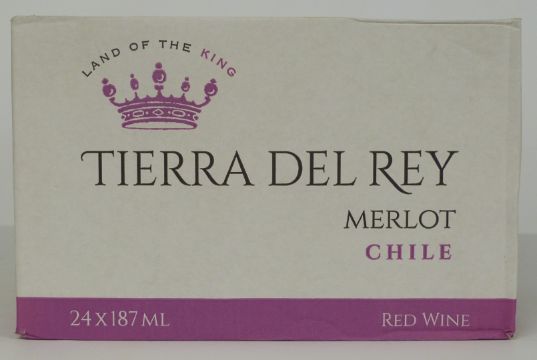 LAND OF THE KING
TIERRA DEL REY
MERLOT
CHILE
24 X 187 ML
RED WINE